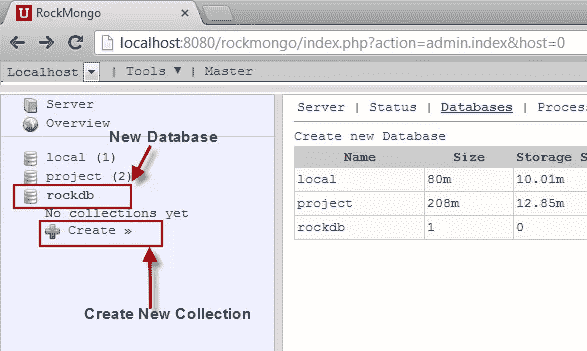 RockMongo
localhost:8080/rockmongo/index.php?action=admin.index&host=0
Localhost | Tools ▼ | Master
Server
Overview
New Database
local (1)
project (2)
rockdb
No collections yet
Create »
Create New Collection
Server | Status | Databases | Proces
Create new Database
Name Size Storage S
local 80m 10.01m
project 208m 12.85m
rockdb 1 0